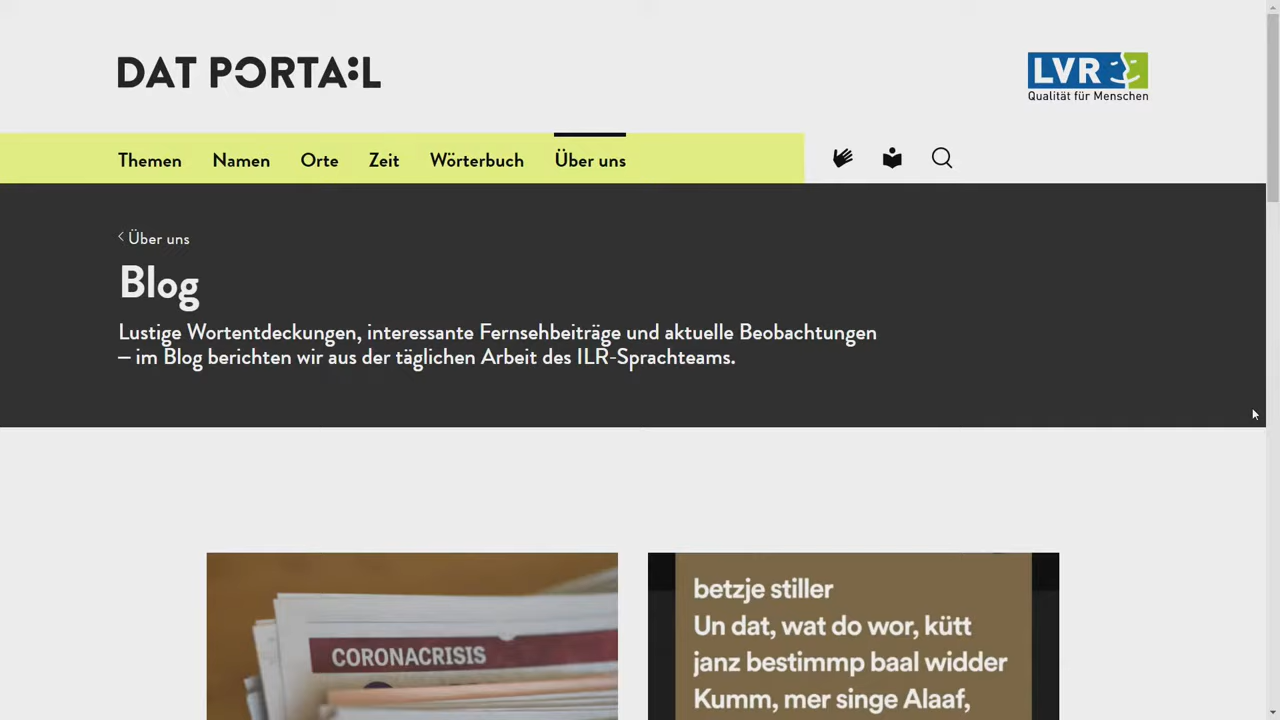 DAT PORTA:L
LVR
Qualität für Menschen
Themen Namen Orte Zeit Wörterbuch Über uns
Über uns
Blog
Lustige Wortentdeckungen, interessante Fernsehbeiträge und aktuelle Beobachtungen
– im Blog berichten wir aus der täglichen Arbeit des ILR-Sprachteams.
CORONACRISIS
betzje stiller
Un dat, wat do wor, kütt
janz bestimmp baal widder
Kumm, mer singe Alaaf,